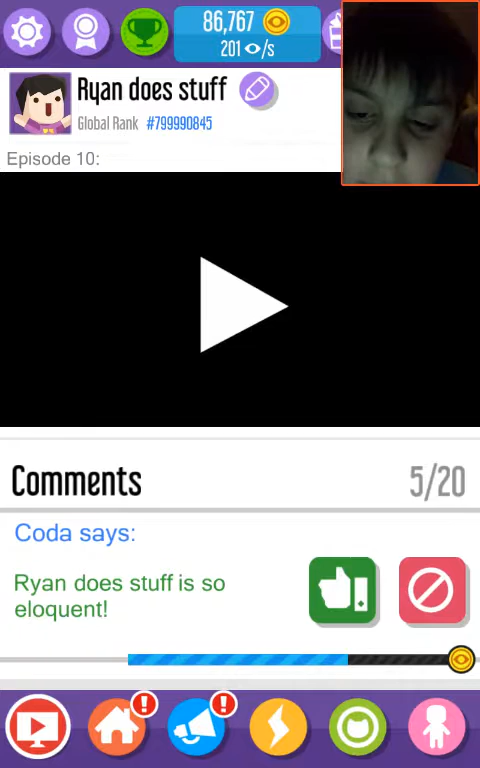 86,767
201 /s
Ryan does stuff
Global Rank #799990845
Episode 10:
Comments 5/20
Coda says:
Ryan does stuff is so
eloquent!